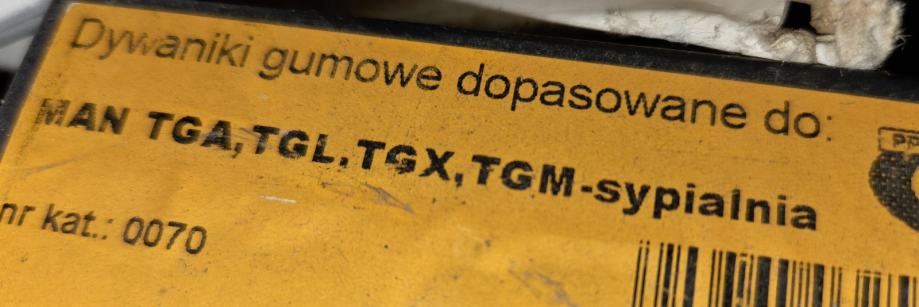 Dywaniki gumowe dopasowane do:
MAN TGA,TGL.TGX,TGM-sypialnia
nr kat.: 0070